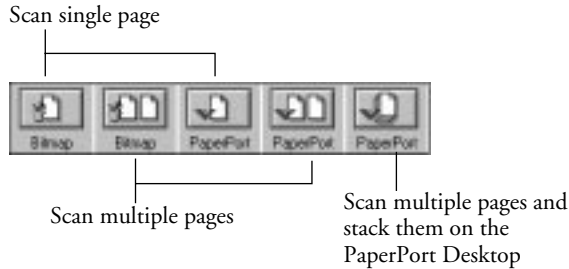 Scan single page
Bitmap Bitmap PaperPort PaperPort PaperPort
Scan multiple pages
Scan multiple pages and
stack them on the
PaperPort Desktop